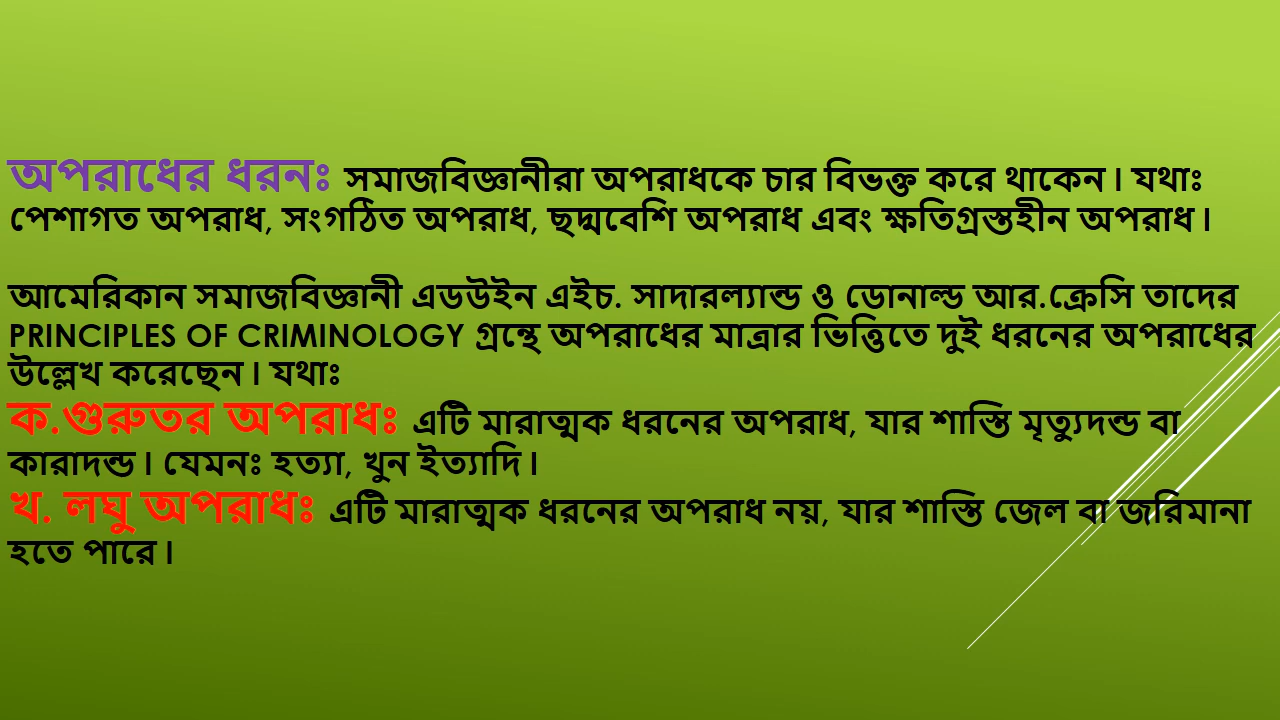 অপরাধের ধরনঃ সমাজবিজ্ঞানীরা অপরাধকে চার বিভক্ত করে থাকেন। যথাঃ
পেশাগত অপরাধ, সংগঠিত অপরাধ, ছদ্মবেশি অপরাধ এবং ক্ষতিগ্রস্তহীন অপরাধ।
আমেরিকান সমাজবিজ্ঞানী এডউইন এইচ. সাদারল্যান্ড ও ডোনাল্ড আর.ক্রেসি তাদের
PRINCIPLES OF CRIMINOLOGY গ্রন্থে অপরাধের মাত্রার ভিত্তিতে দুই ধরনের অপরাধের
উল্লেখ করেছেন। যথাঃ
ক.গুরুতর অপরাধঃ এটি মারাত্মক ধরনের অপরাধ, যার শাস্তি মৃত্যুদন্ড বা
কারাদন্ড। যেমনঃ হত্যা, খুন ইত্যাদি।
খ. লঘু অপরাধঃ এটি মারাত্মক ধরনের অপরাধ নয়, যার শাস্তি জেল বা জরিমানা
হতে পারে।